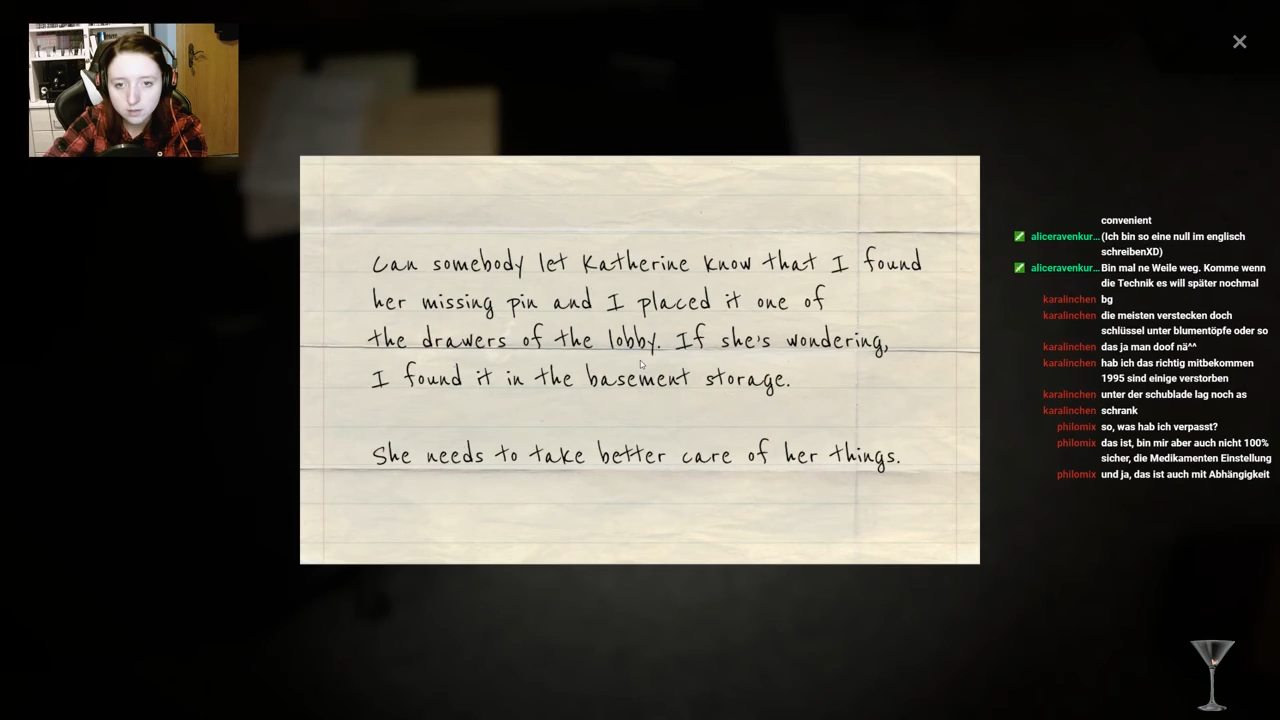 Can somebody let Katherine know that I found
her missing pin and I placed it one of
the drawers of the lobby. If she's wondering,
I found it in the basement storage.
She needs to take better care of her things.
convenient
aliceravenkur... (Ich bin so eine null im englisch
schreibenXD)
aliceravenkur... Bin mal ne Weile weg. Komme wenn
die Technik es will später nochmal
karalinchen bg
karalinchen die meisten verstecken doch
schlüssel unter blumentöpfe oder so
karalinchen das ja man doof nä^^
karalinchen hab ich das richtig mitbekommen
1995 sind einige verstorben
karalinchen unter der schublade lag noch as
karalinchen schrank
philomix so, was hab ich verpasst?
philomix das ist, bin mir aber auch nicht 100%
sicher, die Medikamenten Einstellung
philomix und ja, das ist auch mit Abhängigkeit